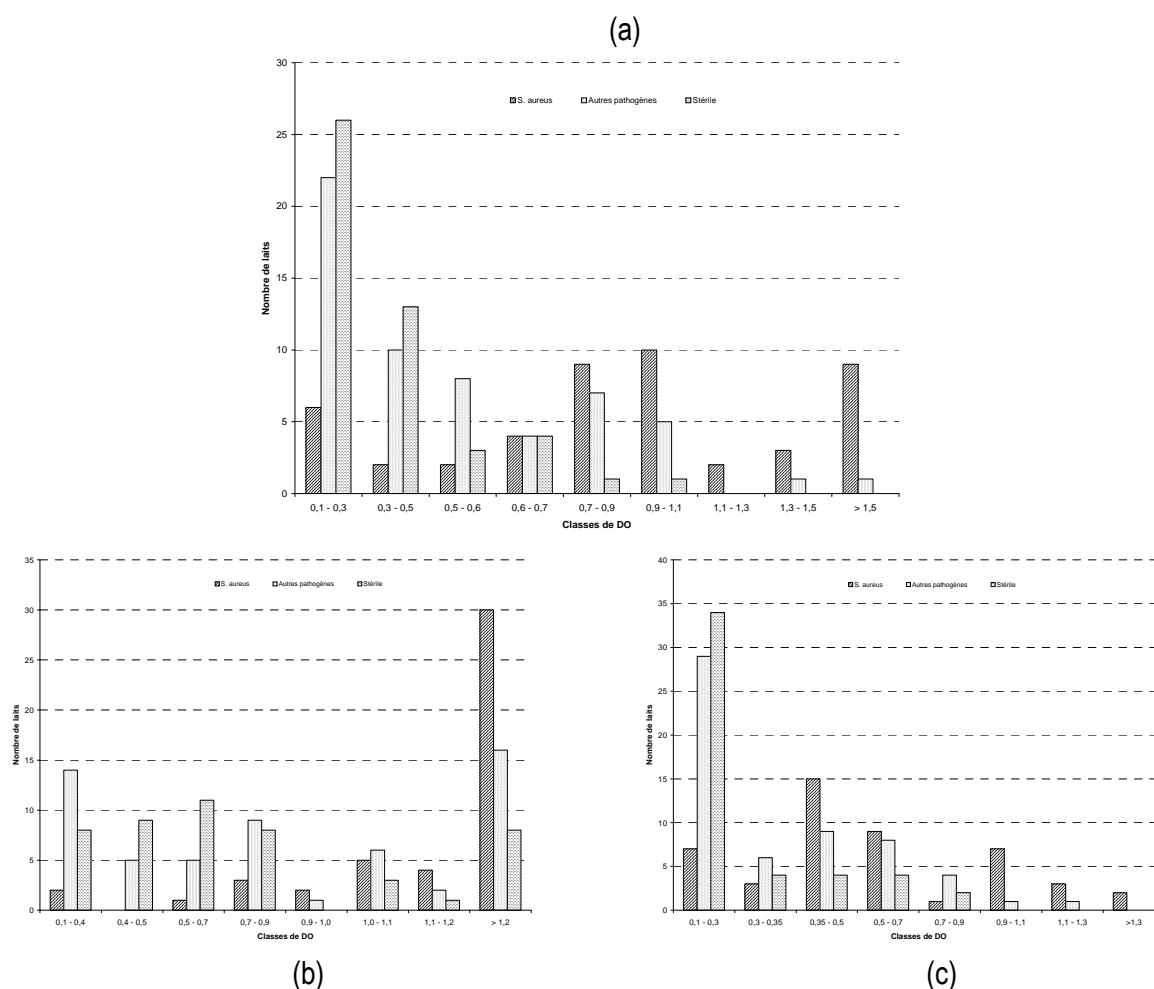 (a)
30
25
20
15
10
5
0
Nombre de laits
S. aureus Autres pathogènes Stérile
0,1 - 0,3 0,3 - 0,5 0,5 - 0,6 0,6 - 0,7 0,7 - 0,9 0,9 - 1,1 1,1 - 1,3 1,3 - 1,5 > 1,5
Classes de DO
35
30
25
20
15
10
5
0
Nombre de laits
S. aureus Autres pathogènes Stérile
0,1 - 0,4 0,4 - 0,5 0,5 - 0,7 0,7 - 0,9 0,9 - 1,0 1,0 - 1,1 1,1 - 1,2 > 1,2
Classes de DO
(b)
40
35
30
25
20
15
10
5
0
Nombre de laits
S. aureus Autres pathogènes Stérile
0,1 - 0,3 0,3 - 0,35 0,35 - 0,5 0,5 - 0,7 0,7 - 0,9 0,9 - 1,1 1,1 - 1,3 >1,3
Classes de DO
(c)